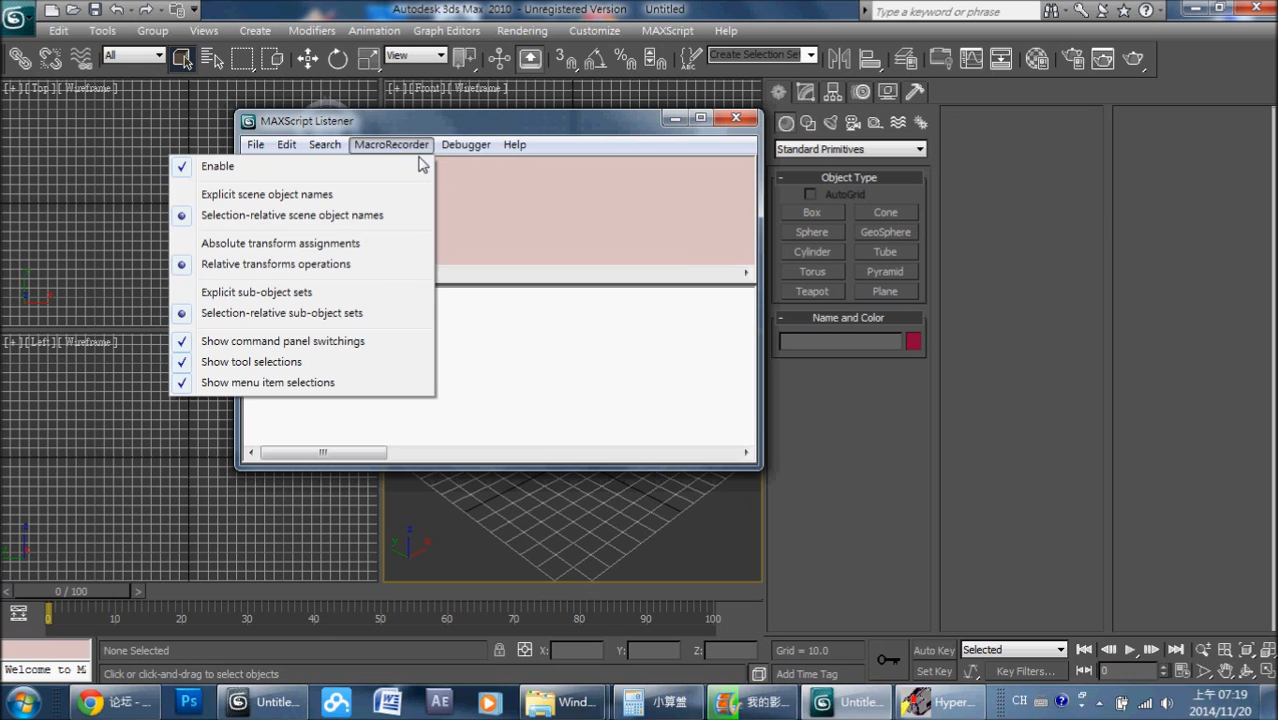 Autodesk 3ds Max 2010 - Unregistered Version Untitled
Type a keyword or phrase
Edit Tools Group Views Create Modifiers Animation Graph Editors Rendering Customize MAXScript Help
All
View
3
Create Selection Se
[ + ] [ Top ] [ Wireframe ]
[ + ] [ Front ] [ Wireframe ]
MAXScript Listener
File Edit Search MacroRecorder Debugger Help
Enable
Explicit scene object names
Selection-relative scene object names
Absolute transform assignments
Relative transforms operations
Explicit sub-object sets
Selection-relative sub-object sets
Show command panel switchings
Show tool selections
Show menu item selections
Standard Primitives
- Object Type
AutoGrid
Box Cone
Sphere GeoSphere
Cylinder Tube
Torus Pyramid
Teapot Plane
- Name and Color
[ + ] [ Left ] [ Wireframe ]
z
y x
< 0 / 100 >
0 10 20 30 40 50 60 70 80 90 100
None Selected X: Y: Z: Grid = 10.0 Auto Key Selected
Welcome to M Click or click-and-drag to select objects Add Time Tag Set Key Key Filters... 0
论坛 - ... Ps Untitle... W Ae Wind... 小算盤 我的影... Untitle... Hyper... CH 上午 07:19
2014/11/20